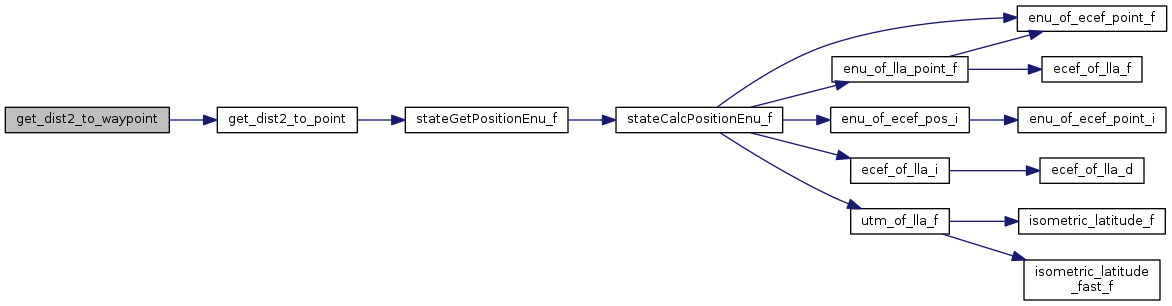 get_dist2_to_waypoint
get_dist2_to_point
stateGetPositionEnu_f
stateCalcPositionEnu_f
enu_of_ecef_point_f
enu_of_lla_point_f
ecef_of_lla_f
enu_of_ecef_pos_i
enu_of_ecef_point_i
ecef_of_lla_i
ecef_of_lla_d
utm_of_lla_f
isometric_latitude_f
isometric_latitude
_fast_f